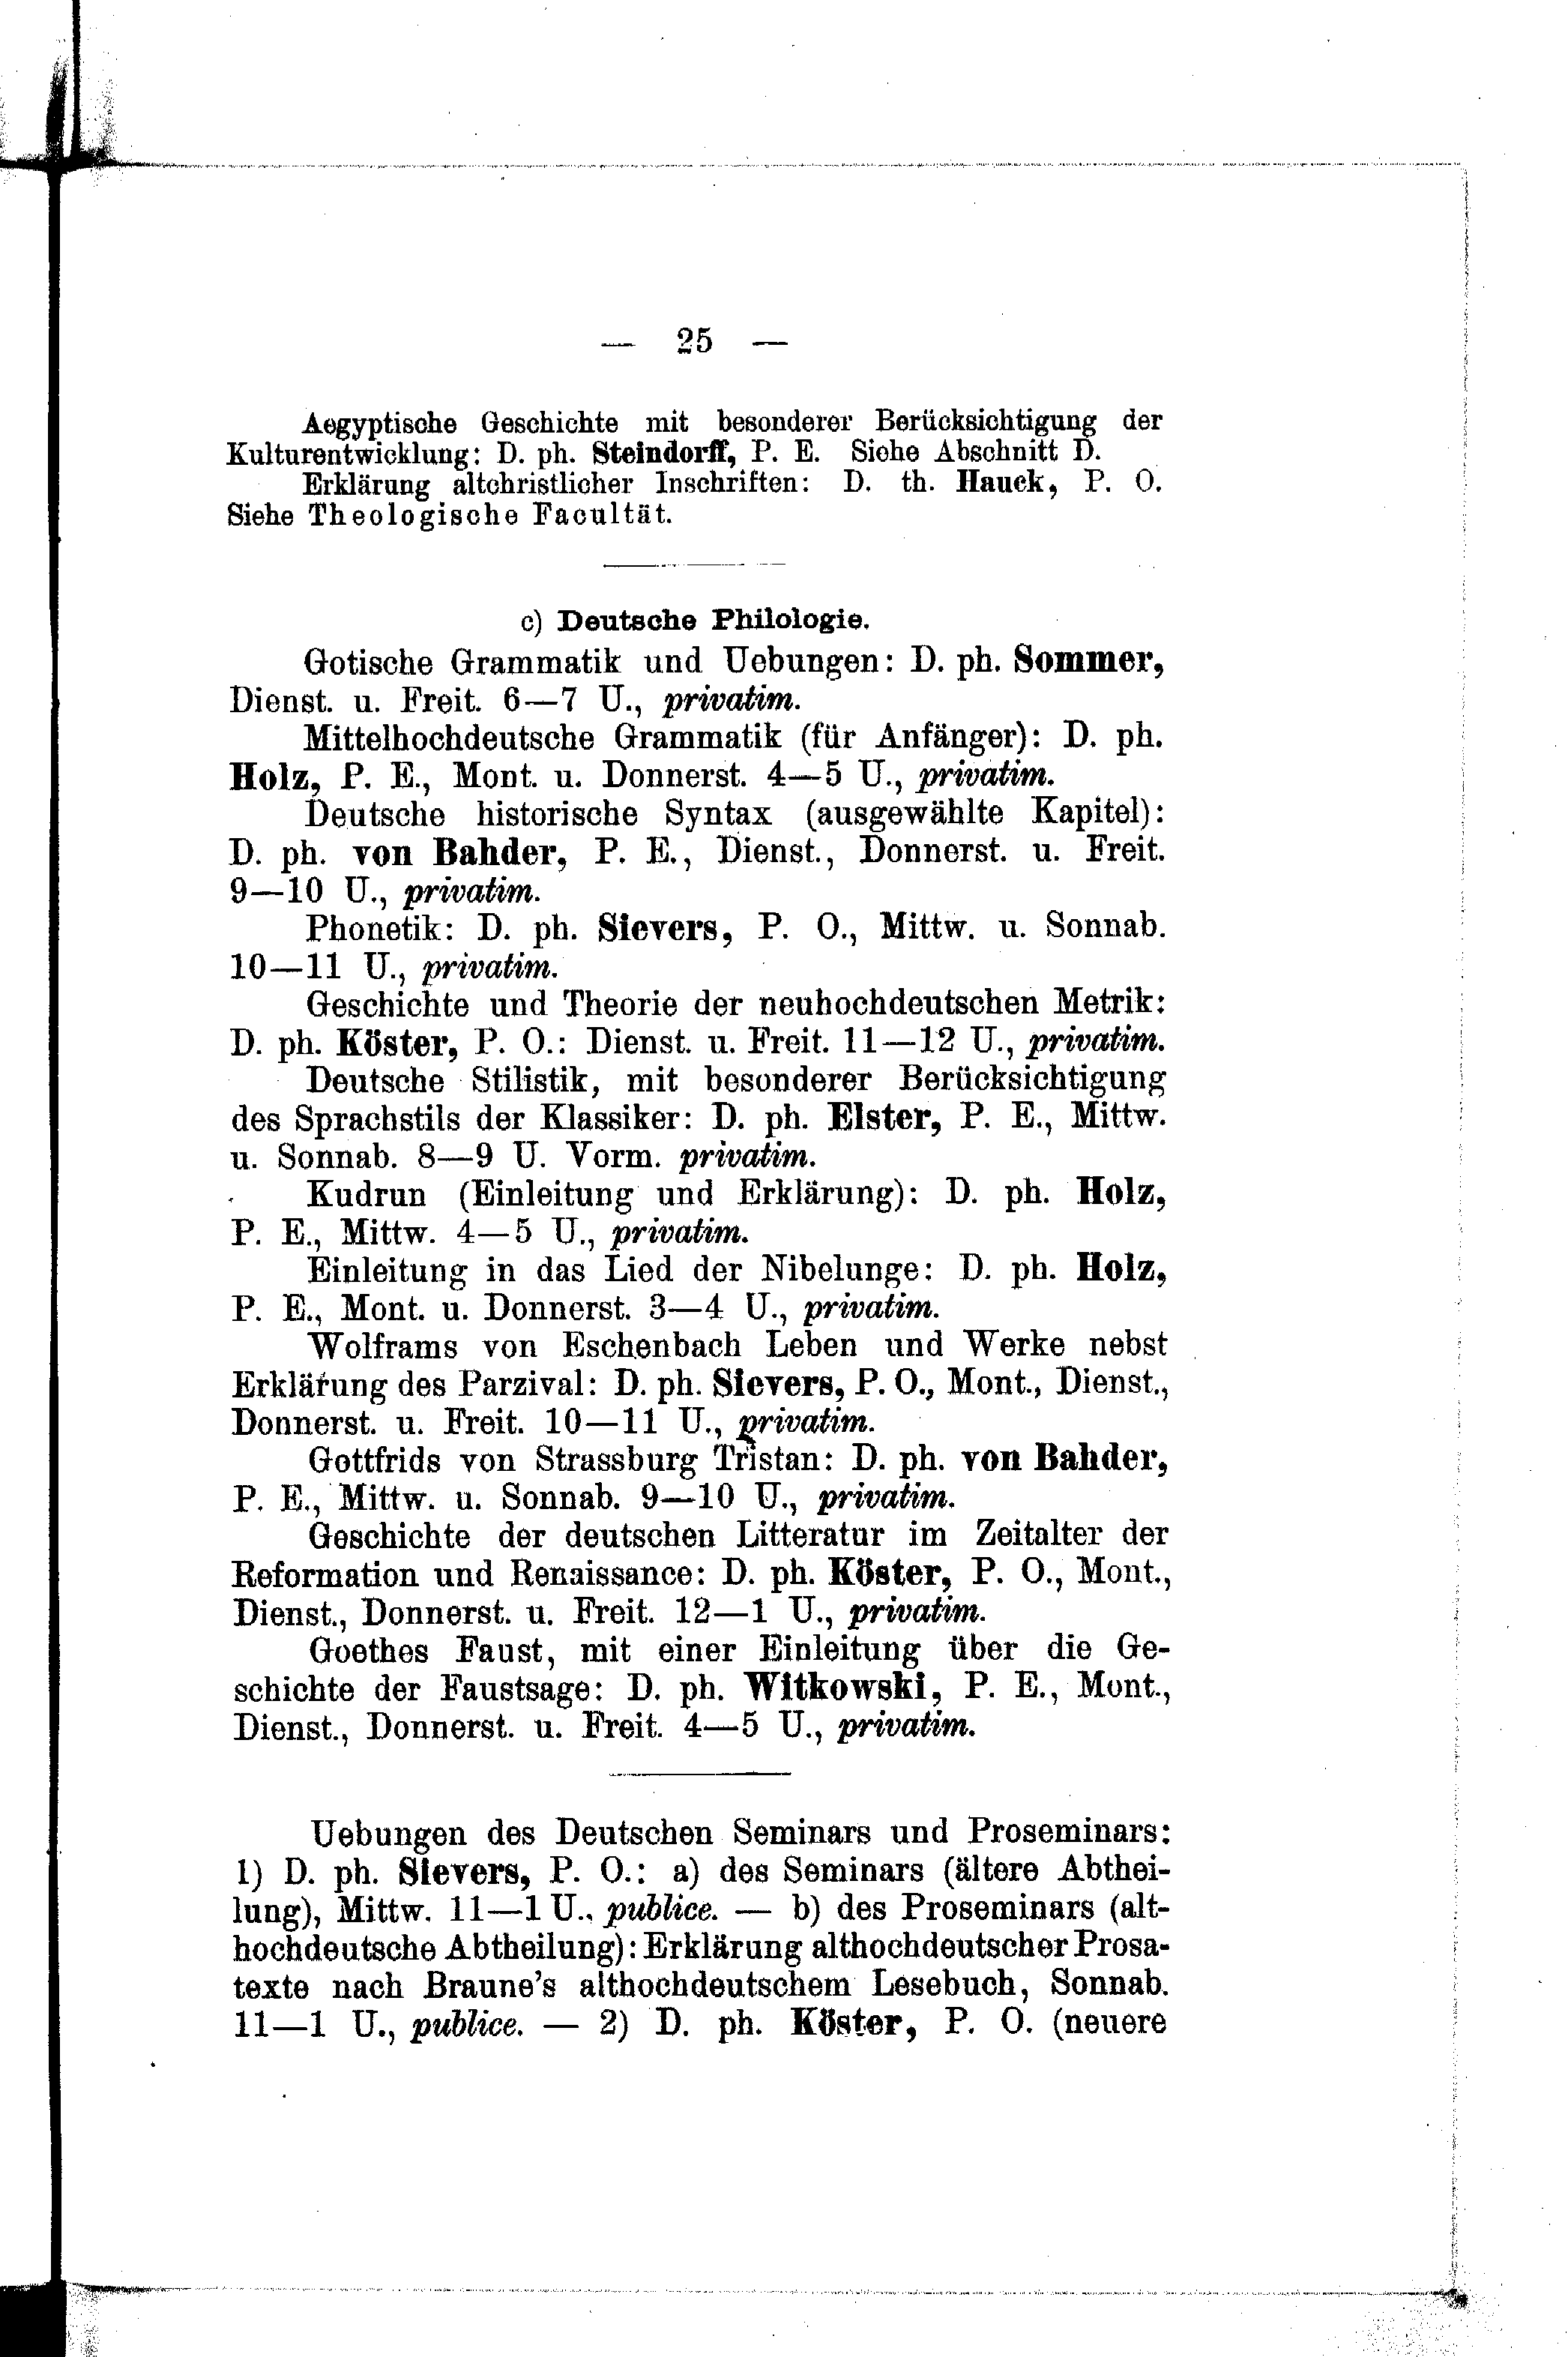 — 25 —
Aegyptische Geschichte mit besonderer Berücksichtigung der
Kulturentwicklung: D. ph. Steindorff, P. E. Siehe Abschnitt D.
Erklärung altchristlicher Inschriften: D. th. Hauck, P. O.
Siehe Theologische Facultät.
c) Deutsche Philologie.
Gotische Grammatik und Uebungen: D. ph. Sommer,
Dienst. u. Freit. 6—7 U., privatim.
Mittelhochdeutsche Grammatik (für Anfänger): D. ph.
Holz, P. E., Mont. u. Donnerst. 4—5 U., privatim.
Deutsche historische Syntax (ausgewählte Kapitel):
D. ph. von Bahder, P. E., Dienst., Donnerst. u. Freit.
9—10 U., privatim.
Phonetik: D. ph. Sievers, P. O., Mittw. u. Sonnab.
10—11 U., privatim.
Geschichte und Theorie der neuhochdeutschen Metrik:
D. ph. Köster, P. O.: Dienst. u. Freit. 11—12 U., privatim.
Deutsche Stilistik, mit besonderer Berücksichtigung
des Sprachstils der Klassiker: D. ph. Elster, P. E., Mittw.
u. Sonnab. 8—9 U. Vorm. privatim.
Kudrun (Einleitung und Erklärung): D. ph. Holz,
P. E., Mittw. 4—5 U., privatim.
Einleitung in das Lied der Nibelunge: D. ph. Holz,
P. E., Mont. u. Donnerst. 3—4 U., privatim.
Wolframs von Eschenbach Leben und Werke nebst
Erklärung des Parzival: D. ph. Sievers, P. O., Mont., Dienst.,
Donnerst. u. Freit. 10—11 U., privatim.
Gottfrids von Strassburg Tristan: D. ph. von Bahder,
P. E., Mittw. u. Sonnab. 9—10 U., privatim.
Geschichte der deutschen Litteratur im Zeitalter der
Reformation und Renaissance: D. ph. Köster, P. O., Mont.,
Dienst., Donnerst. u. Freit. 12—1 U., privatim.
Goethes Faust, mit einer Einleitung über die Ge-
schichte der Faustsage: D. ph. Witkowski, P. E., Mont.,
Dienst., Donnerst. u. Freit. 4—5 U., privatim.
Uebungen des Deutschen Seminars und Proseminars:
1) D. ph. Sievers, P. O.: a) des Seminars (ältere Abthei-
lung), Mittw. 11—1 U., publice. — b) des Proseminars (alt-
hochdeutsche Abtheilung): Erklärung althochdeutscher Prosa-
texte nach Braune's althochdeutschem Lesebuch, Sonnab.
11—1 U., publice. — 2) D. ph. Köster, P. O. (neuere